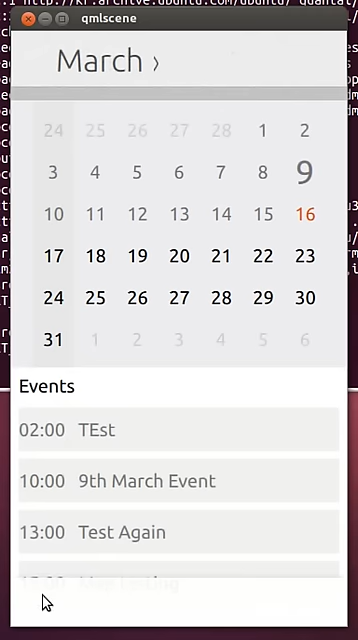 qmlscene
March ›
24 25 26 27 28 1 2
3 4 5 6 7 8 9
10 11 12 13 14 15 16
17 18 19 20 21 22 23
24 25 26 27 28 29 30
31 1 2 3 4 5 6
Events
02:00 TEst
10:00 9th March Event
13:00 Test Again